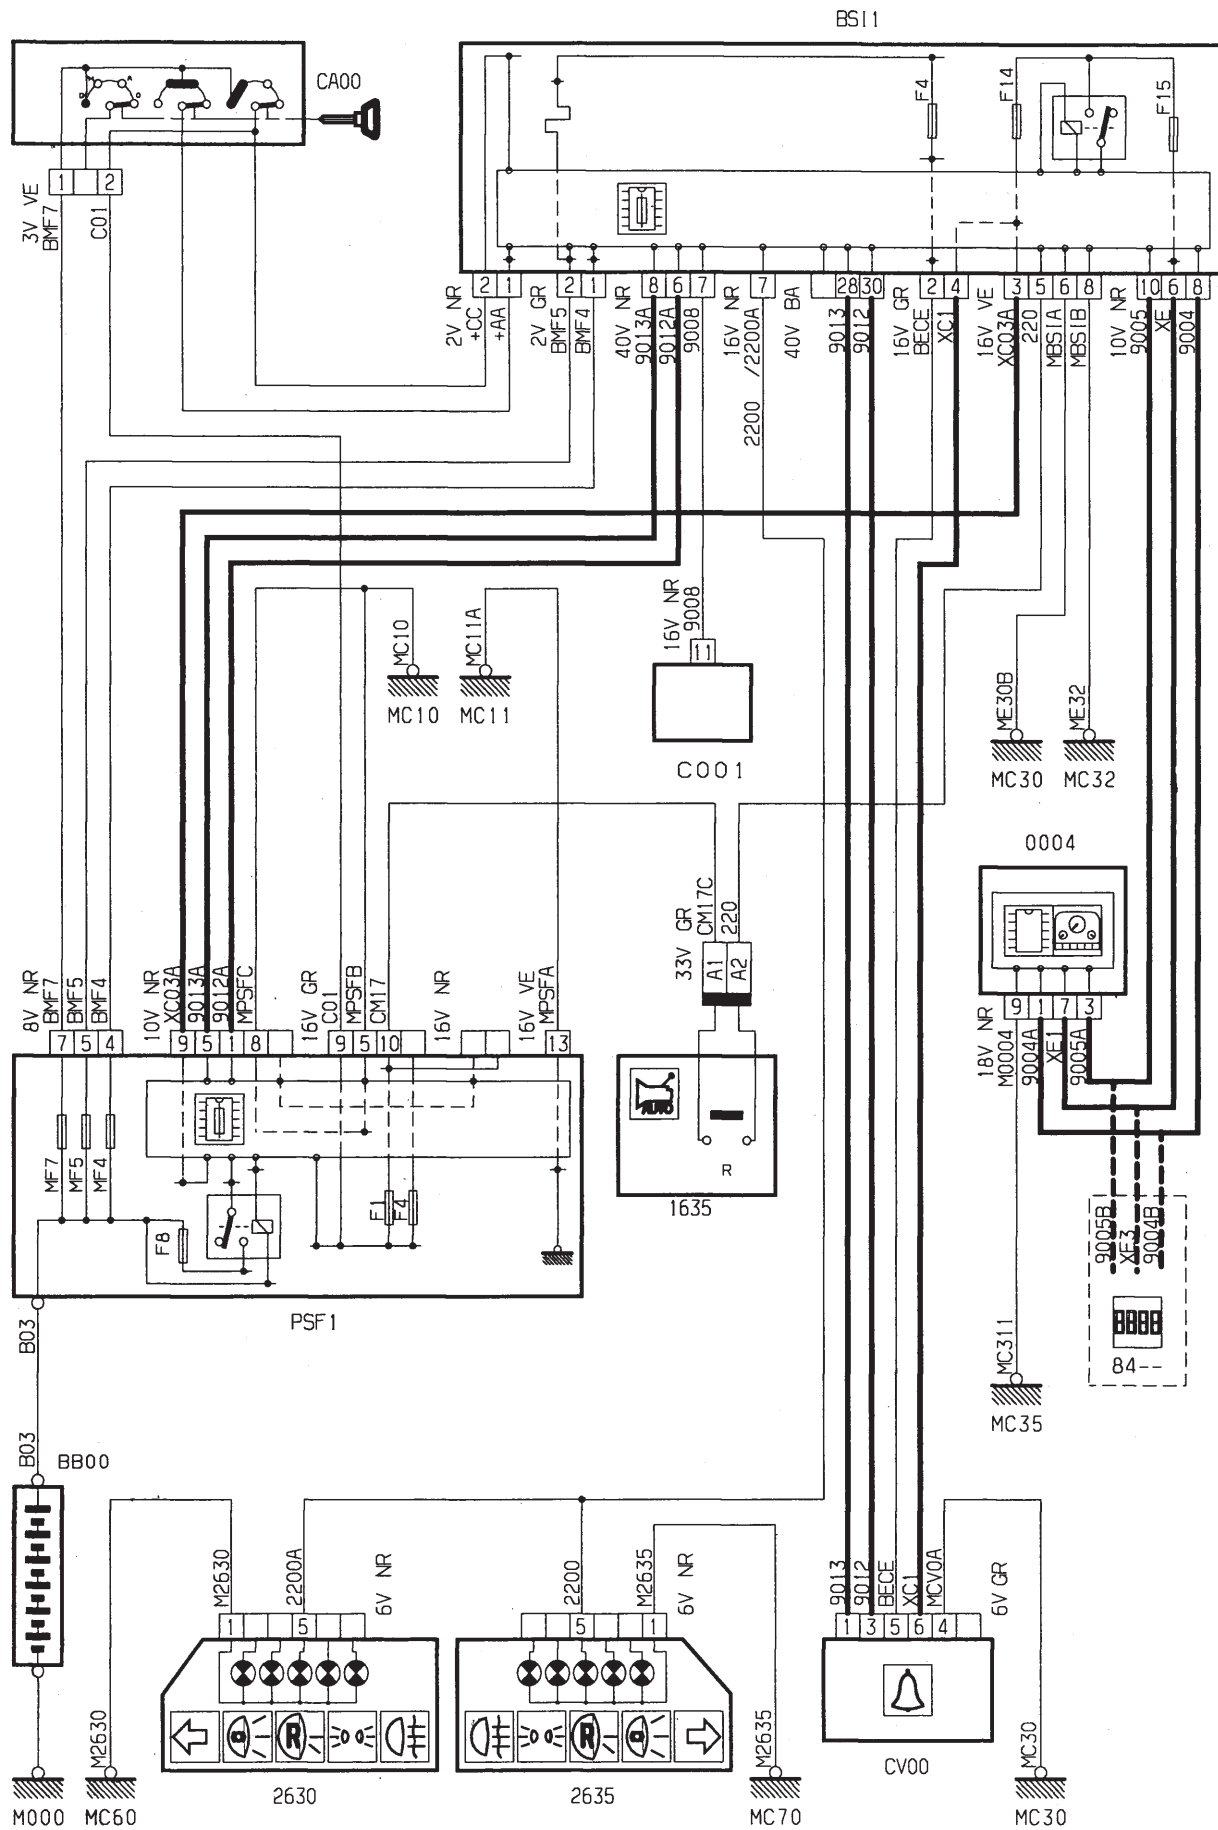 BSI1
CA00
1
2
3V VE
BMF7
C01
F4
F14
F15
2
1
2
1
8
6
7
7
28
30
2
4
3
5
6
8
10
6
8
2V NR
+CC
+AA
2V GR
BMF5
BMF4
40V NR
9013A
9012A
9008
16V NR
2200 /2200A
40V BA
9013
9012
16V GR
BECE
XC1
16V VE
XC03A
220
MBSIA
MBSIB
10V NR
9005
XE
9004
MC10
MC10
MC11A
MC11
16V NR
9008
11
C001
ME30B
MC30
ME32
MC32
0004
9
1
7
3
18V NR
M0004
9004A
XE1
9005A
33V GR
CM17C
220
A1
A2
AUTO
R
1635
8V NR
BMF7
BMF5
BMF4
10V NR
XC03A
9013A
9012A
MPSFC
16V GR
C01
MPSFB
CM17
16V NR
16V VE
MPSFA
7
5
4
9
5
1
8
9
5
10
13
MF7
MF5
MF4
F8
F1
F4
PSF1
9005B
XE3
9004B
8888
84--
MC311
MC35
B03
B03
BB00
M000
M2630
2200A
6V NR
1
5
2630
M2630
MC60
R
2200
M2635
6V NR
5
1
R
2635
M2635
MC70
9013
9012
BECE
XC1
MCV0A
6V GR
1
3
5
6
4
CV00
MC30
MC30